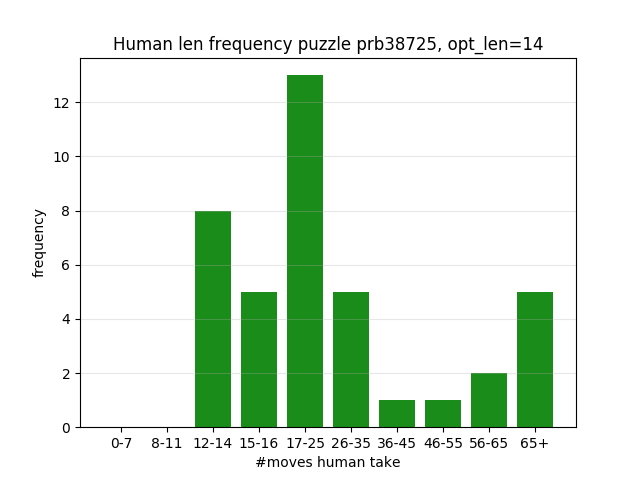 Human len frequency puzzle prb38725, opt_len=14
frequency
12
10
8
6
4
2
0
0-7 8-11 12-14 15-16 17-25 26-35 36-45 46-55 56-65 65+
#moves human take